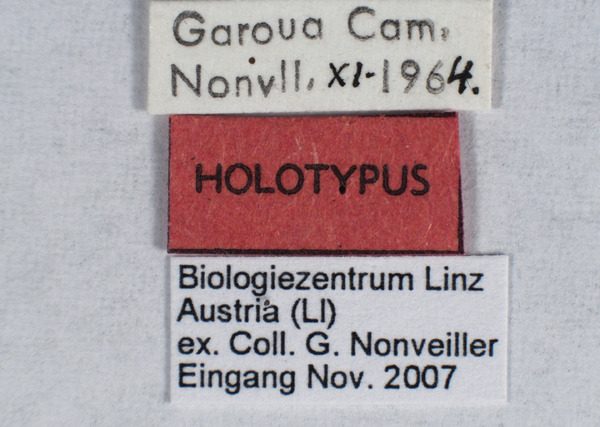 Garoua Cam.
Nonvll. XI-1964.
HOLOTYPUS
Biologiezentrum Linz
Austria (LI)
ex. Coll. G. Nonveiller
Eingang Nov. 2007